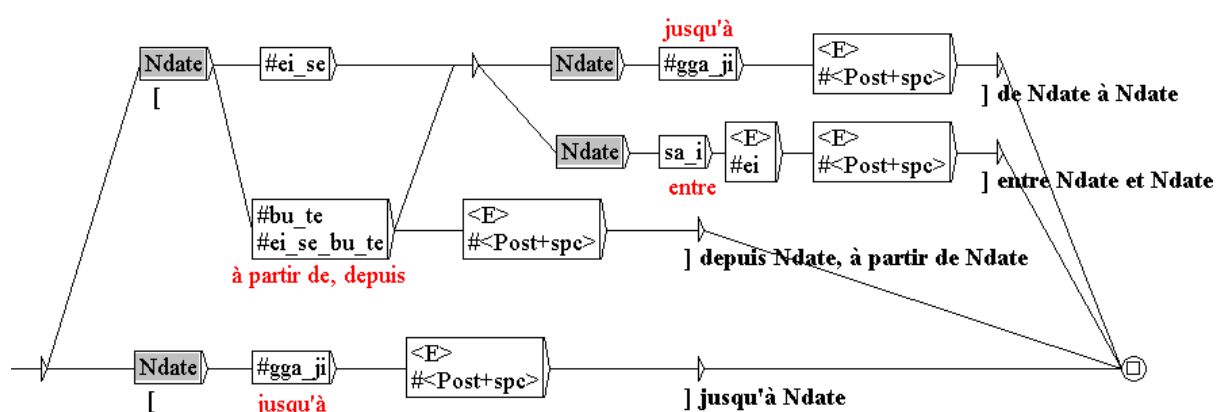 jusqu'à
Ndate
#ei_se
Ndate
#gga_ji
<E>
#<Post+spc>
[
] de Ndate à Ndate
Ndate
sa_i
<E>
#ei
<E>
#<Post+spc>
entre
] entre Ndate et Ndate
#bu_te
#ei_se_bu_te
<E>
#<Post+spc>
à partir de, depuis
] depuis Ndate, à partir de Ndate
Ndate
#gga_ji
<E>
#<Post+spc>
[
jusqu'à
] jusqu'à Ndate